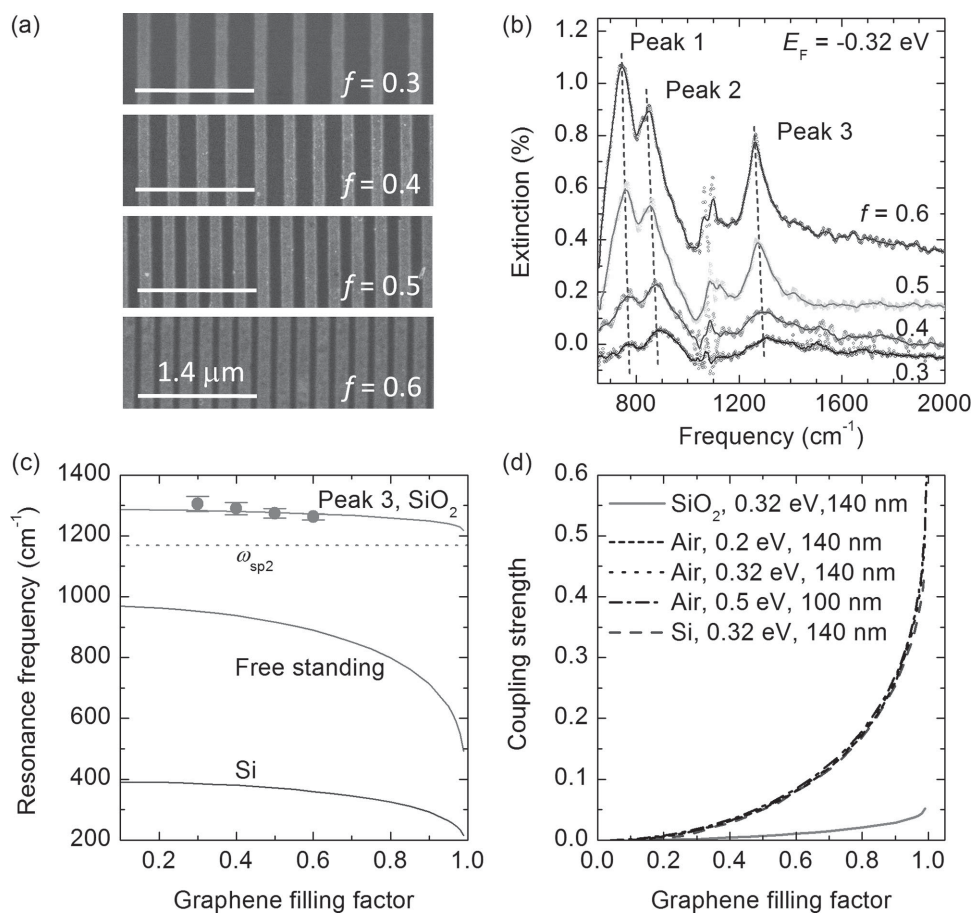 (a)
f = 0.3
f = 0.4
f = 0.5
1.4 μm
f = 0.6
(b)
E_F = -0.32 eV
Peak 1
Peak 2
Peak 3
f = 0.6
0.5
0.4
0.3
1.2
1.0
0.8
0.6
0.4
0.2
0.0
Extinction (%)
800 1200 1600 2000
Frequency (cm⁻¹)
(c)
1400
1300
1000
800
600
400
200
Resonance frequency (cm⁻¹)
Peak 3, SiO₂
ω_sp2
Free standing
Si
0.2 0.4 0.6 0.8 1.0
Graphene filling factor
(d)
0.6
0.5
0.4
0.3
0.2
0.1
0.0
Coupling strength
SiO₂, 0.32 eV,140 nm
Air, 0.2 eV, 140 nm
Air, 0.32 eV, 140 nm
Air, 0.5 eV, 100 nm
Si, 0.32 eV, 140 nm
0.0 0.2 0.4 0.6 0.8 1.0
Graphene filling factor